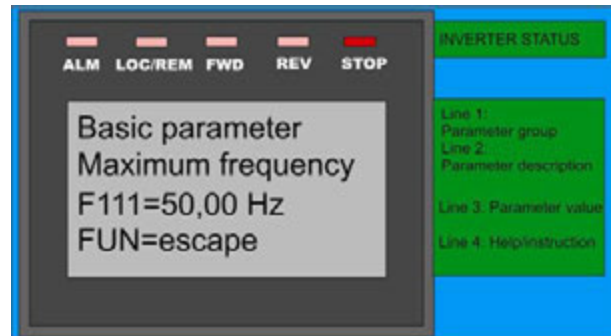 INVERTER STATUS
ALM LOC/REM FWD REV STOP
Basic parameter
Maximum frequency
F111=50,00 Hz
FUN=escape
Line 1:
Parameter group
Line 2:
Parameter description
Line 3: Parameter value
Line 4: Help/instruction